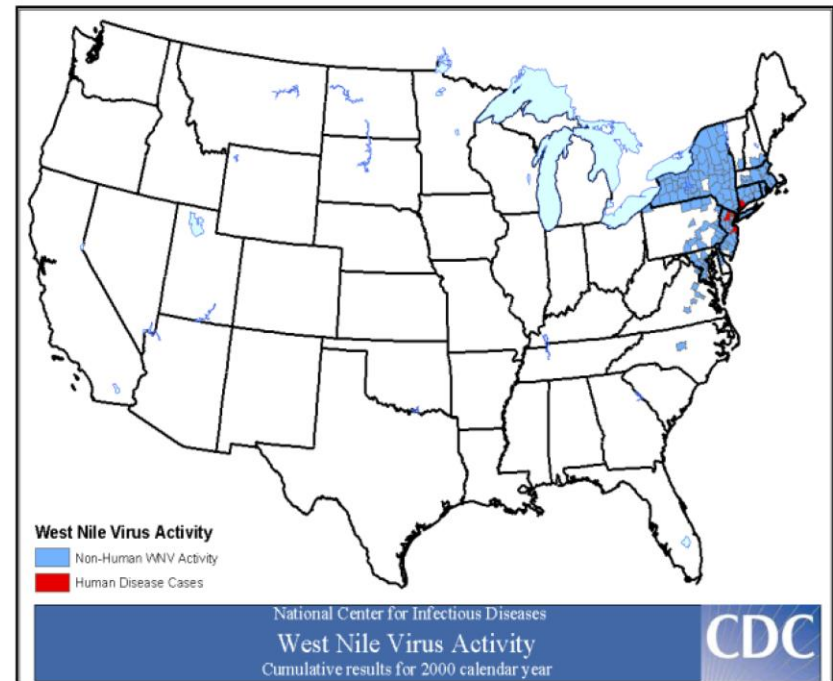 West Nile Virus Activity
Non-Human WNV Activity
Human Disease Cases
National Center for Infectious Diseases
West Nile Virus Activity
Cumulative results for 2000 calendar year
CDC